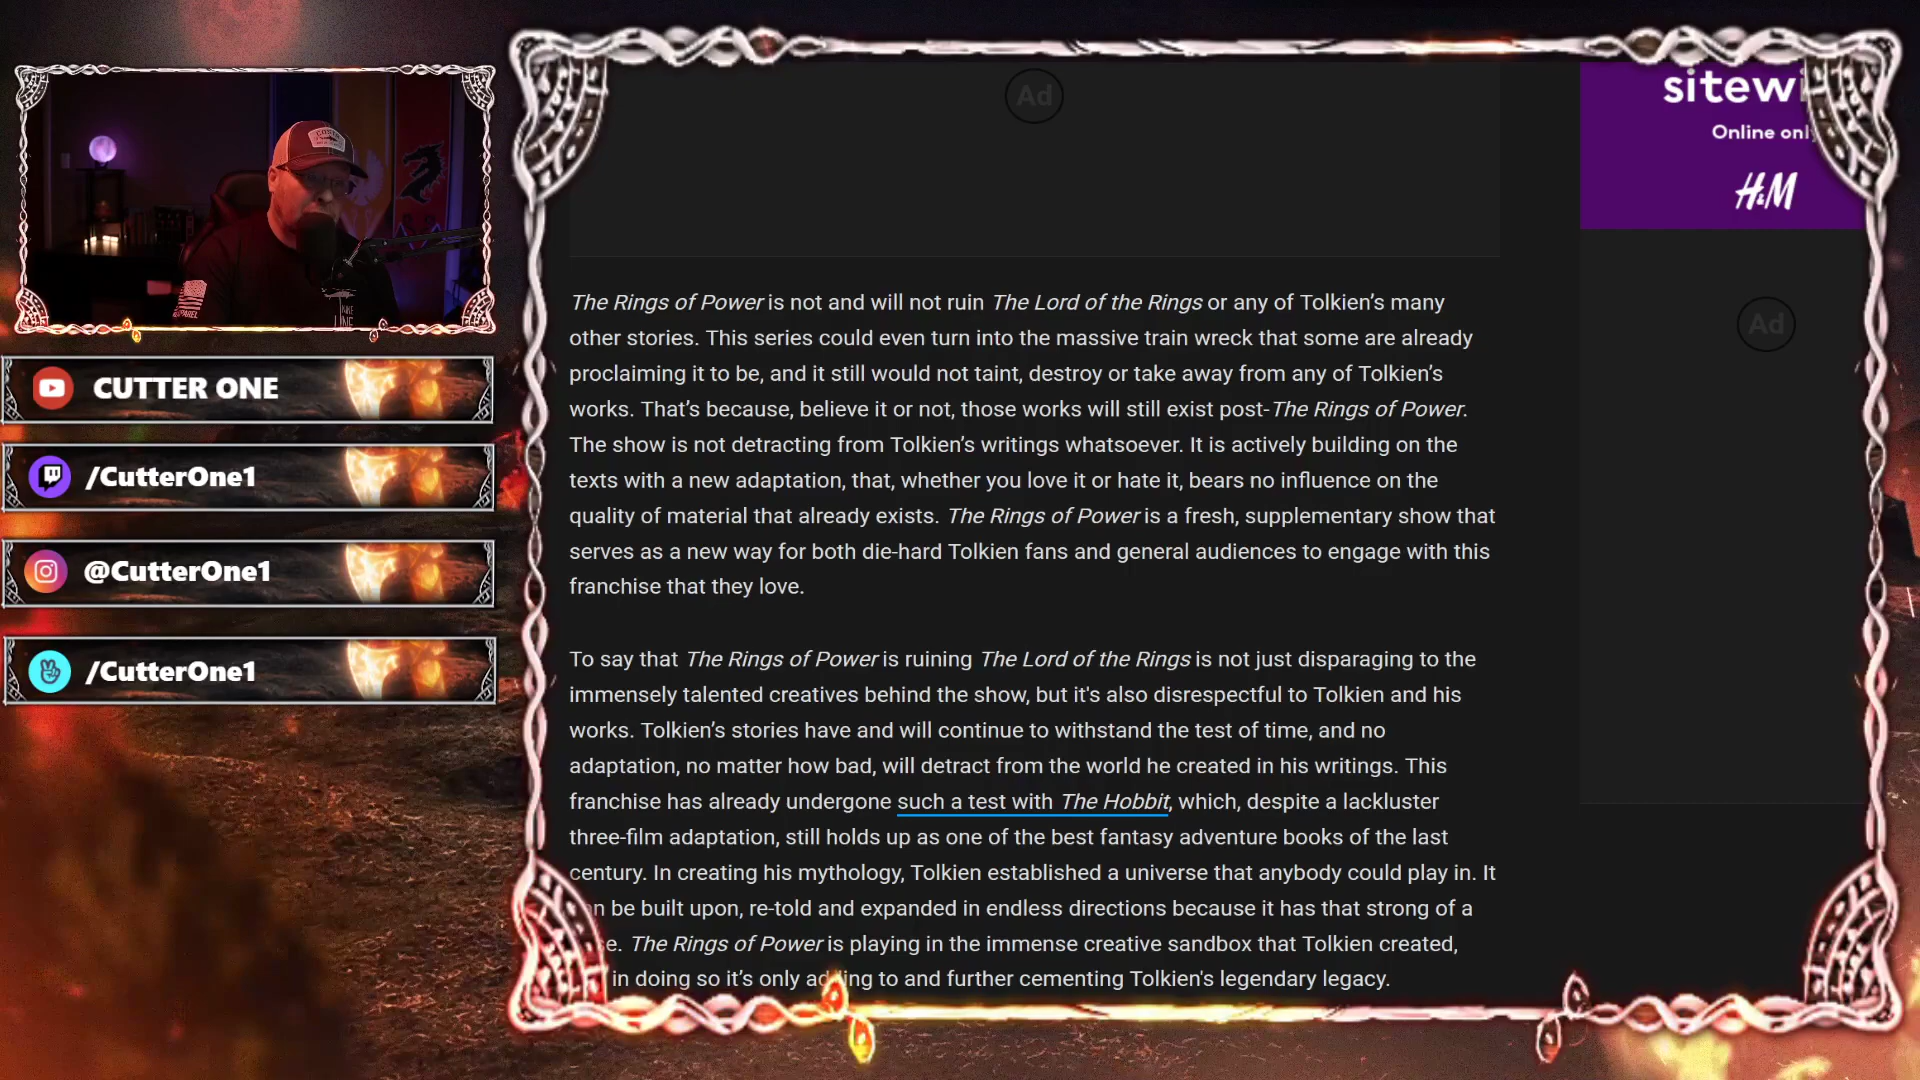 CUTTER ONE
/CutterOne1
@CutterOne1
/CutterOne1
Ad
The Rings of Power is not and will not ruin The Lord of the Rings or any of Tolkien’s many
other stories. This series could even turn into the massive train wreck that some are already
proclaiming it to be, and it still would not taint, destroy or take away from any of Tolkien’s
works. That’s because, believe it or not, those works will still exist post-The Rings of Power.
The show is not detracting from Tolkien’s writings whatsoever. It is actively building on the
texts with a new adaptation, that, whether you love it or hate it, bears no influence on the
quality of material that already exists. The Rings of Power is a fresh, supplementary show that
serves as a new way for both die-hard Tolkien fans and general audiences to engage with this
franchise that they love.
To say that The Rings of Power is ruining The Lord of the Rings is not just disparaging to the
immensely talented creatives behind the show, but it's also disrespectful to Tolkien and his
works. Tolkien’s stories have and will continue to withstand the test of time, and no
adaptation, no matter how bad, will detract from the world he created in his writings. This
franchise has already undergone such a test with The Hobbit, which, despite a lackluster
three-film adaptation, still holds up as one of the best fantasy adventure books of the last
century. In creating his mythology, Tolkien established a universe that anybody could play in. It
be built upon, re-told and expanded in endless directions because it has that strong of a
The Rings of Power is playing in the immense creative sandbox that Tolkien created,
in doing so it’s only adding to and further cementing Tolkien's legendary legacy.
Online only
H&M
Ad